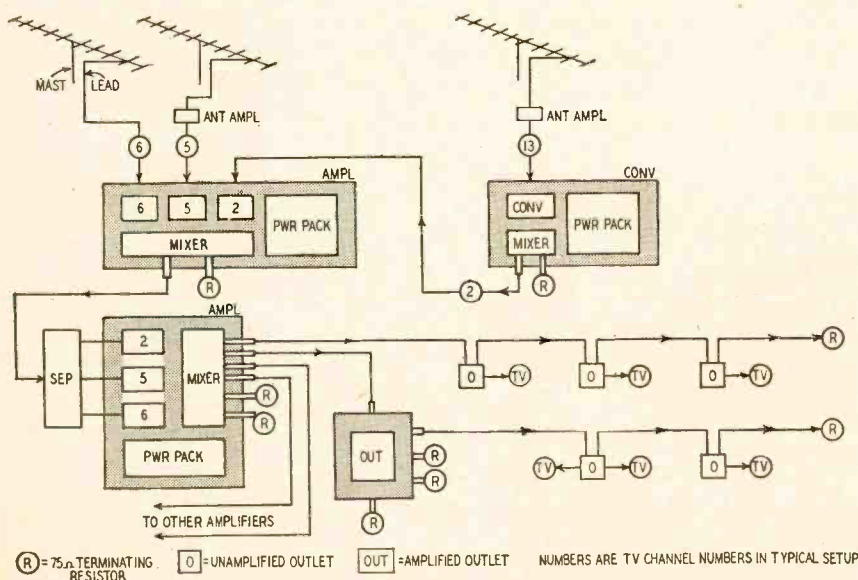 MAST
LEAD
ANT AMPL
ANT AMPL
6
5
13
AMPL
CONV
6
5
2
PWR PACK
CONV
PWR PACK
MIXER
MIXER
R
2
R
AMPL
SEP
2
5
6
MIXER
PWR PACK
R
R
R
O
TV
O
TV
O
TV
OUT
R
R
R
R
TV
O
TV
O
TV
TO OTHER AMPLIFIERS
R = 75Ω TERMINATING
RESISTOR
O = UNAMPLIFIED OUTLET
OUT = AMPLIFIED OUTLET
NUMBERS ARE TV CHANNEL NUMBERS IN TYPICAL SETUP